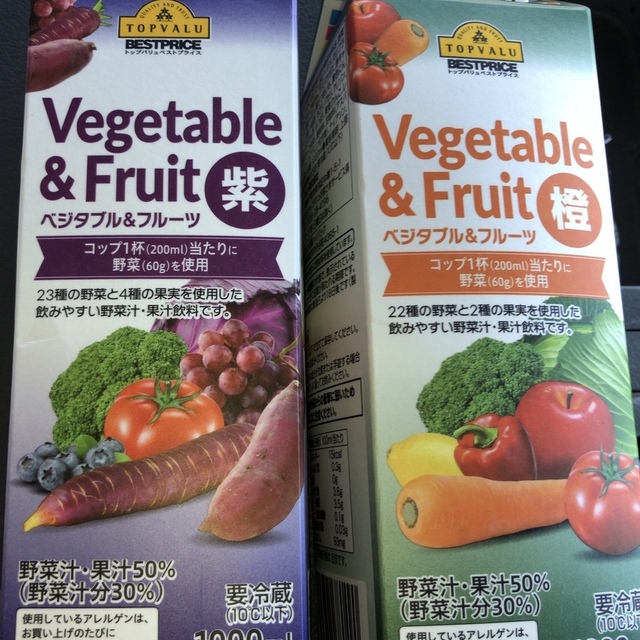 QUALITY AND TRUST
TOPVALU
BESTPRICE
トップバリュベストプライス
Vegetable
& Fruit 紫
ベジタブル&フルーツ
コップ1杯(200ml)当たりに
野菜(60g)を使用
23種の野菜と4種の果実を使用した
飲みやすい野菜汁・果汁飲料です。
野菜汁・果汁50%
(野菜汁分30%)
要冷蔵
(10℃以下)
使用しているアレルゲンは、
お買い上げのたびに
1000ml
QUALITY AND TRUST
TOPVALU
BESTPRICE
トップバリュベストプライス
Vegetable
& Fruit 橙
ベジタブル&フルーツ
コップ1杯(200ml)当たりに
野菜(60g)を使用
22種の野菜と2種の果実を使用した
飲みやすい野菜汁・果汁飲料です。
野菜汁・果汁50%
(野菜汁分30%)
要冷蔵
(10℃以下)
使用しているアレルゲンは、